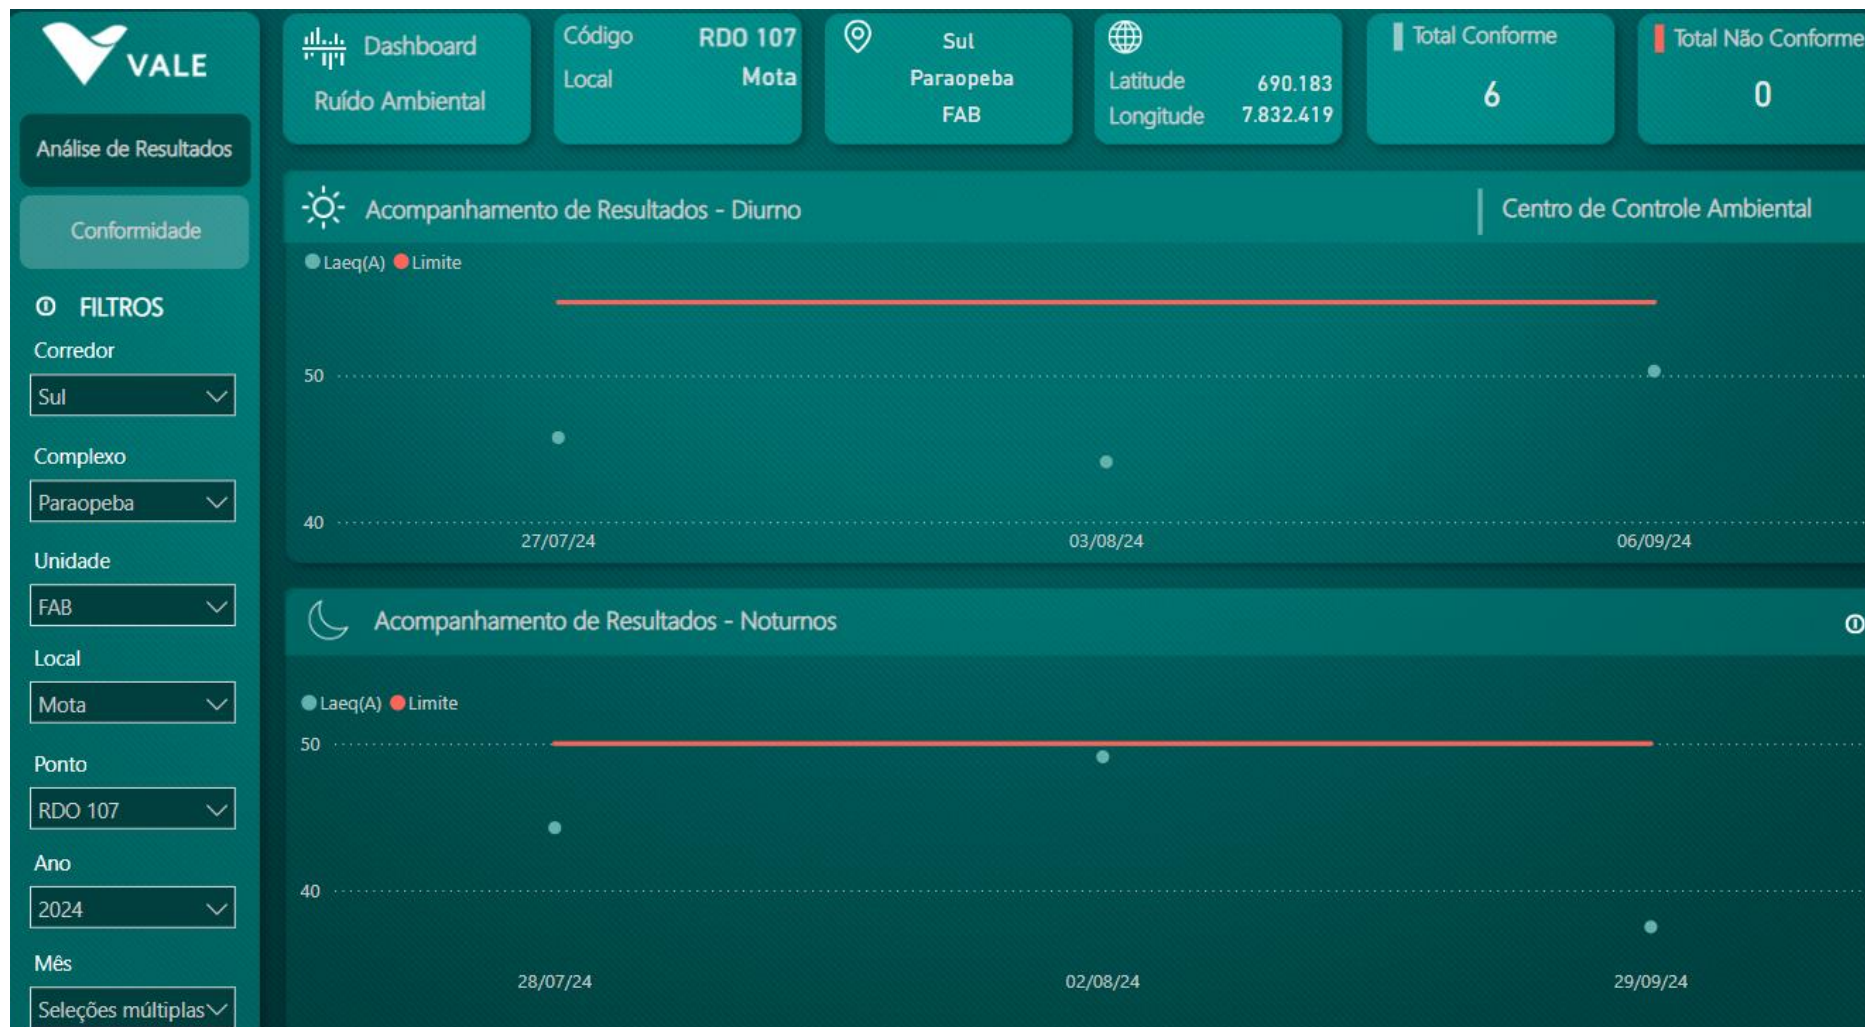 VALE
Análise de Resultados
Conformidade
FILTROS
Corredor
Sul
Complexo
Paraopeba
Unidade
FAB
Local
Mota
Ponto
RDO 107
Ano
2024
Mês
Seleções múltiplas
Dashboard
Ruído Ambiental
Código RDO 107
Local Mota
Sul
Paraopeba
FAB
Latitude 690.183
Longitude 7.832.419
Total Conforme
6
Total Não Conforme
0
Acompanhamento de Resultados - Diurno
Centro de Controle Ambiental
Laeq(A) Limite
50
40
27/07/24 03/08/24 06/09/24
Acompanhamento de Resultados - Noturnos
Laeq(A) Limite
50
40
28/07/24 02/08/24 29/09/24